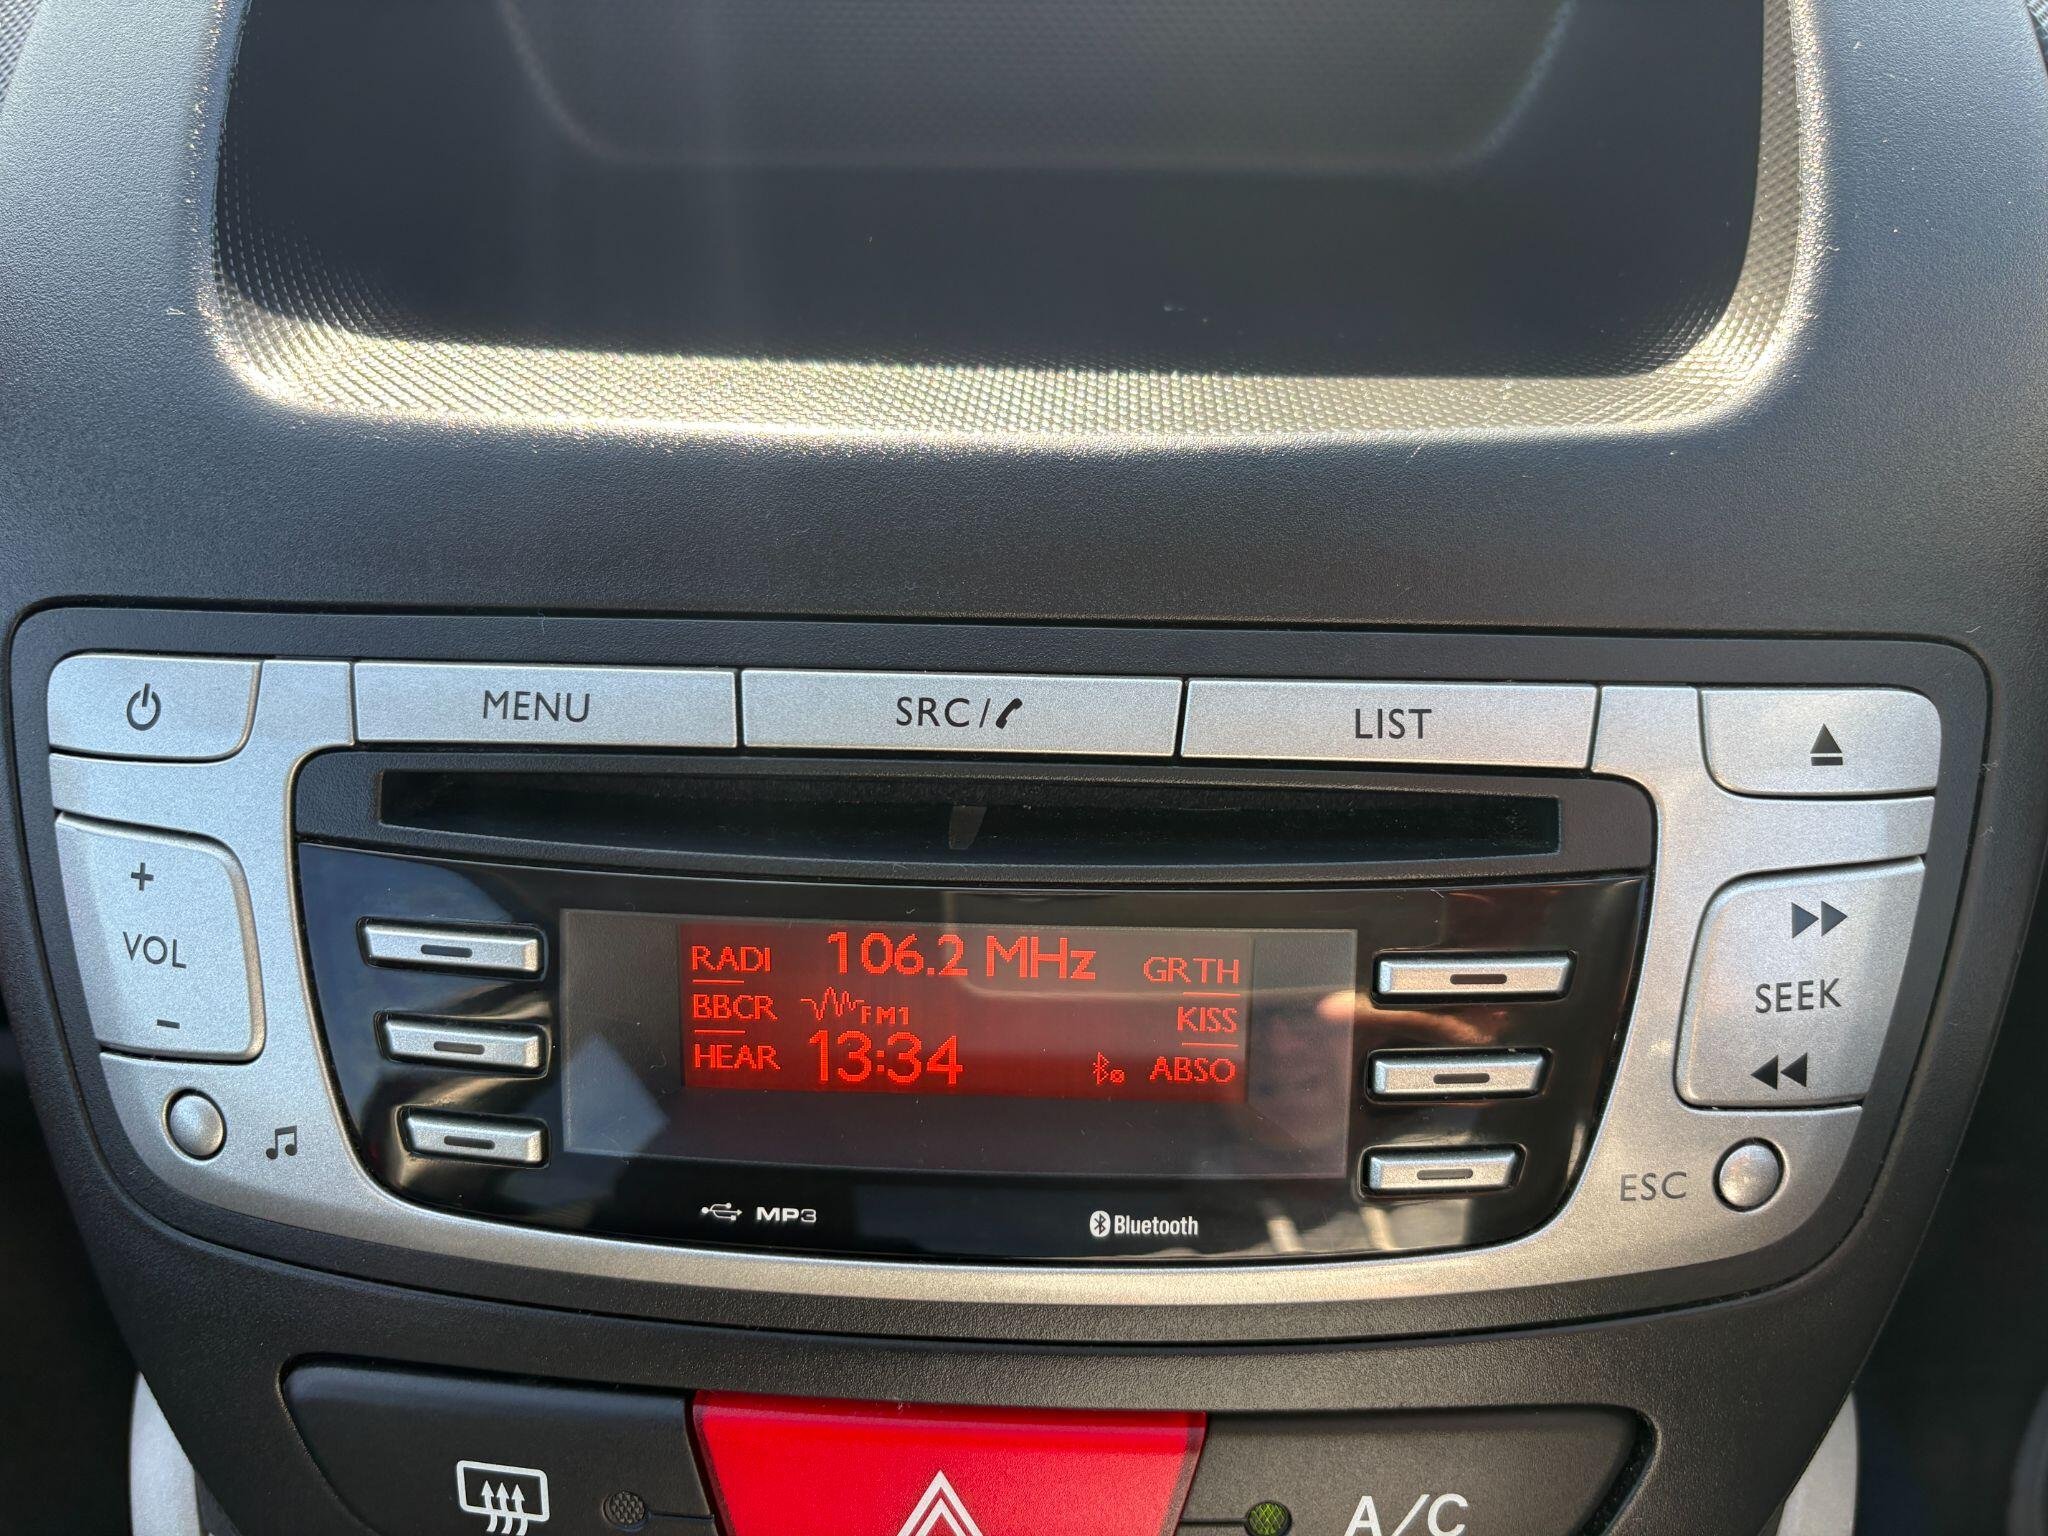 MENU
SRC/
LIST
+
VOL
-
SEEK
RADI 106.2 MHz GRTH
BBCR FM1 KISS
HEAR 13:34 ABSO
ESC
MP3
Bluetooth
A/C